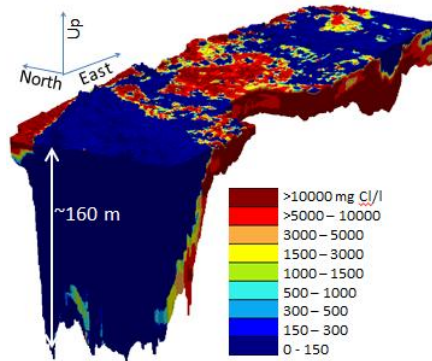 Up
North
East
~160 m
>10000 mg Cl/l
>5000 – 10000
3000 – 5000
1500 – 3000
1000 – 1500
500 – 1000
300 – 500
150 – 300
0 - 150